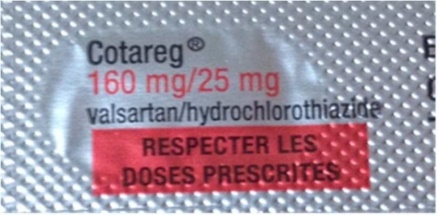 Cotareg®
160 mg/25 mg
valsartan/hydrochlorothiazide
RESPECTER LES
DOSES PRESCRITES